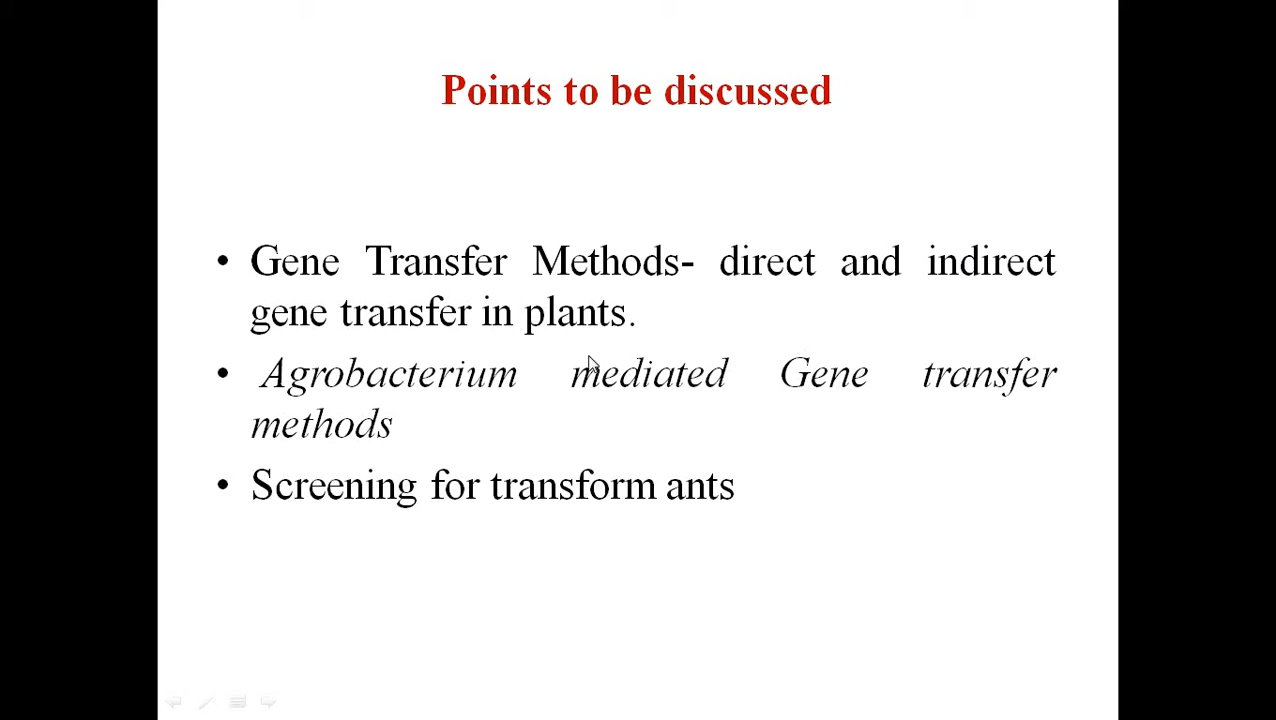 Points to be discussed
• Gene Transfer Methods- direct and indirect
gene transfer in plants.
• Agrobacterium mediated Gene transfer
methods
• Screening for transform ants